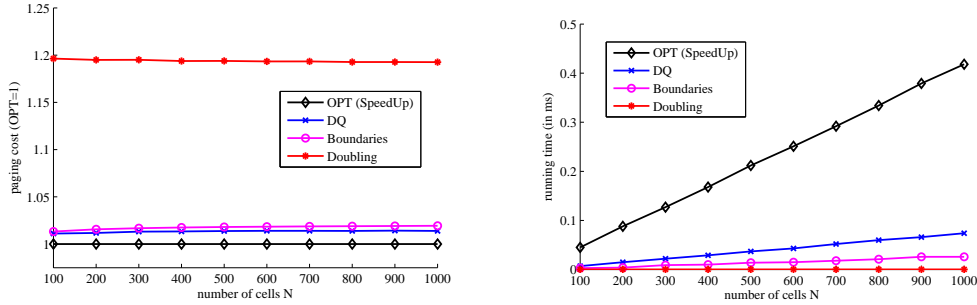 1.2
1.15
1.1
1.05
1
paging cost (OPT=1)
OPT (SpeedUp)
DQ
Boundaries
Doubling
100 200 300 400 500 600 700 800 900 1000
number of cells N
0.5
0.4
0.3
0.2
0.1
0
running time (in ms)
OPT (SpeedUp)
DQ
Boundaries
Doubling
100 200 300 400 500 600 700 800 900 1000
number of cells N